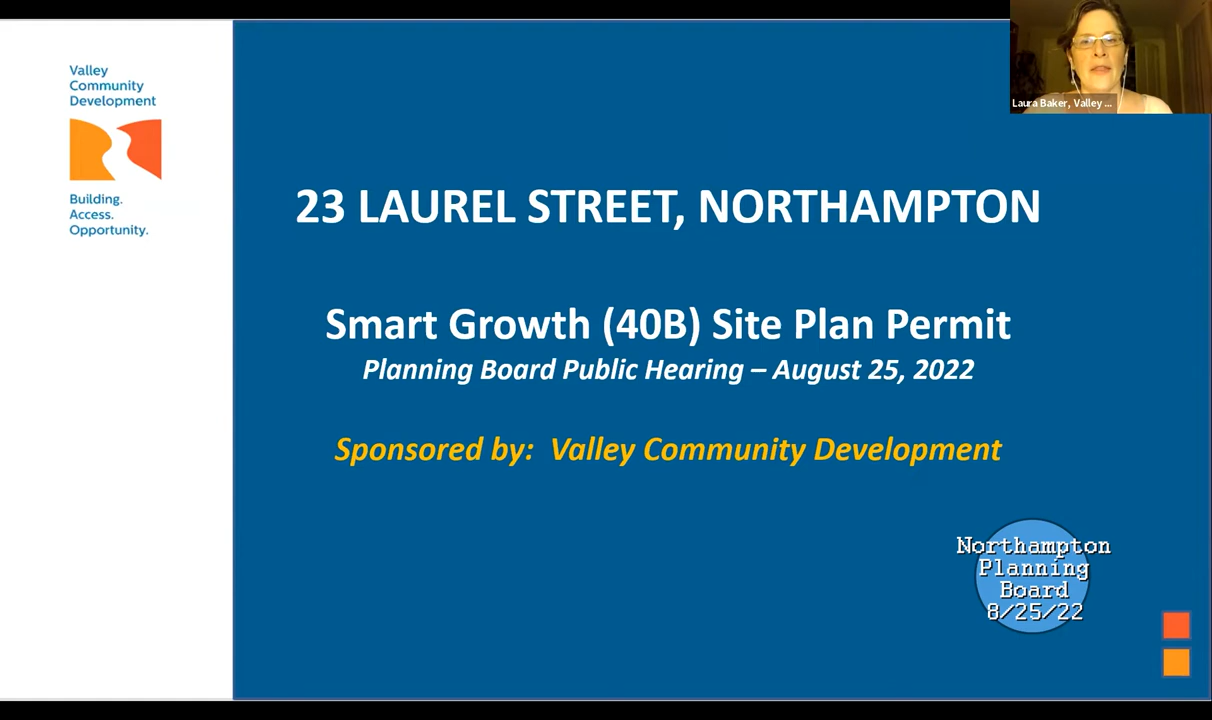 Valley
Community
Development
Building.
Access.
Opportunity.
Laura Baker, Valley ...
23 LAUREL STREET, NORTHAMPTON
Smart Growth (40B) Site Plan Permit
Planning Board Public Hearing – August 25, 2022
Sponsored by: Valley Community Development
Northampton
Planning
Board
8/25/22